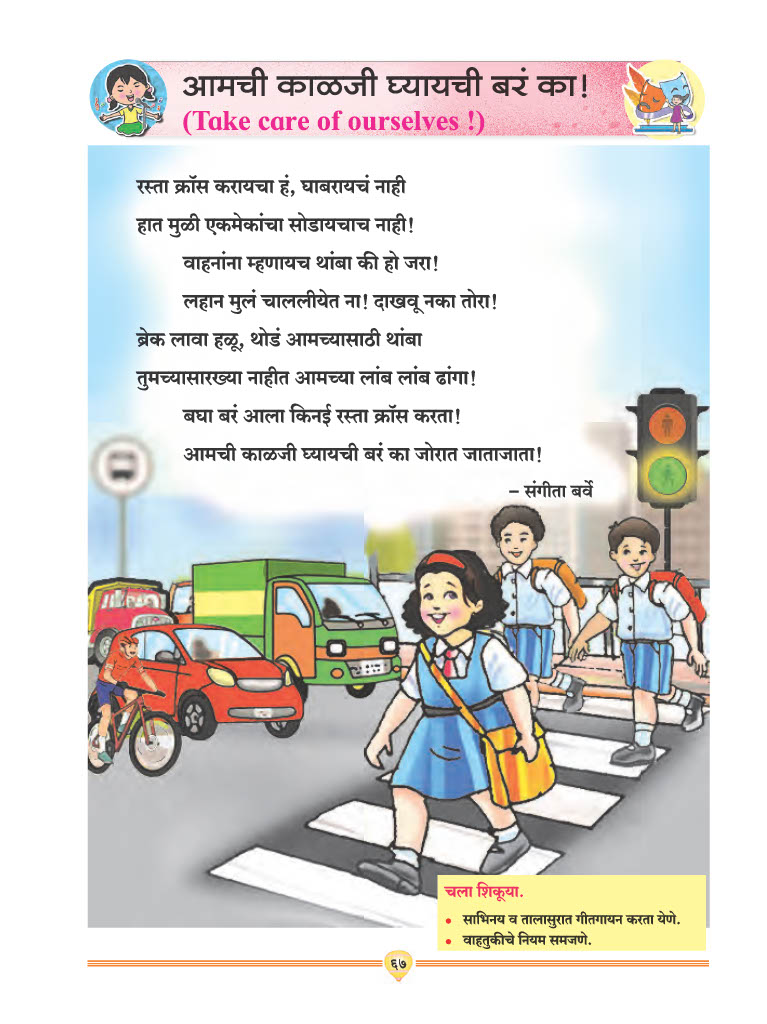 आमची काळजी घ्यायची बरं का!
(Take care of ourselves !)
रस्ता क्रॉस करायचा हं, घाबरायचं नाही
हात मुळी एकमेकांचा सोडायचाच नाही!
वाहनांना म्हणायच थांबा की हो जरा!
लहान मुलं चाललीयेत ना! दाखवू नका तोरा!
ब्रेक लावा हळू, थोडं आमच्यासाठी थांबा
तुमच्यासारख्या नाहीत आमच्या लांब लांब ढांगा!
बघा बरं आला किनई रस्ता क्रॉस करता!
आमची काळजी घ्यायची बरं का जोरात जाताजाता!
– संगीता बर्वे
चला शिकूया.
• साभिनय व तालासुरात गीतगायन करता येणे.
• वाहतुकीचे नियम समजणे.
६७